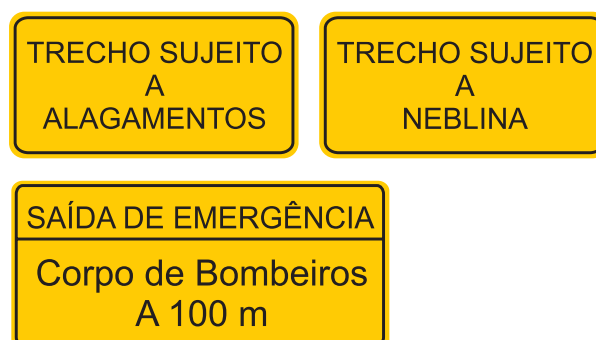 TRECHO SUJEITO
A
ALAGAMENTOS
TRECHO SUJEITO
A
NEBLINA
SAÍDA DE EMERGÊNCIA
Corpo de Bombeiros
A 100 m